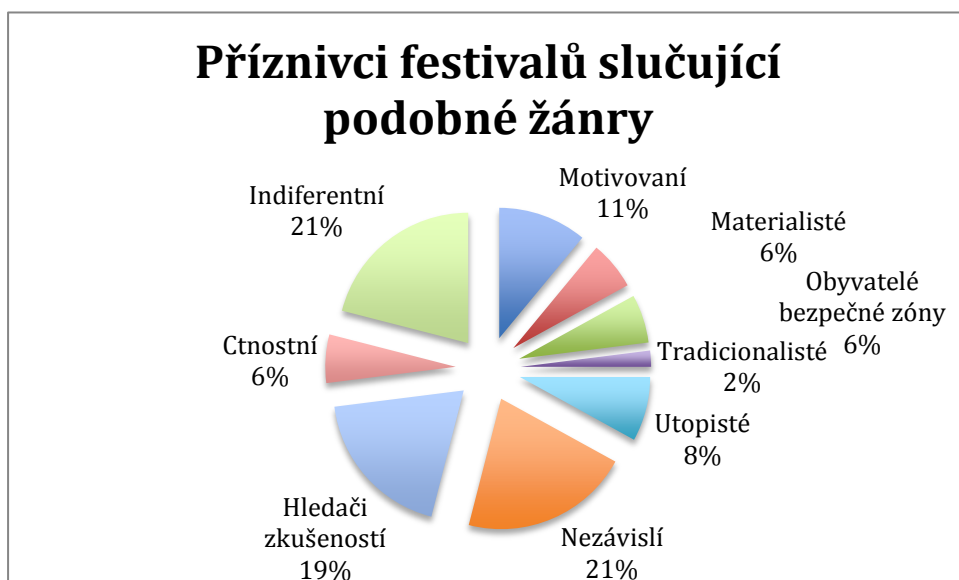 Příznivci festivalů slučující
podobné žánry
Motivovaní
11%
Materialisté
6%
Obyvatelé
bezpečné zóny
6%
Tradicionalisté
2%
Utopisté
8%
Nezávislí
21%
Hledači
zkušeností
19%
Ctnostní
6%
Indiferentní
21%